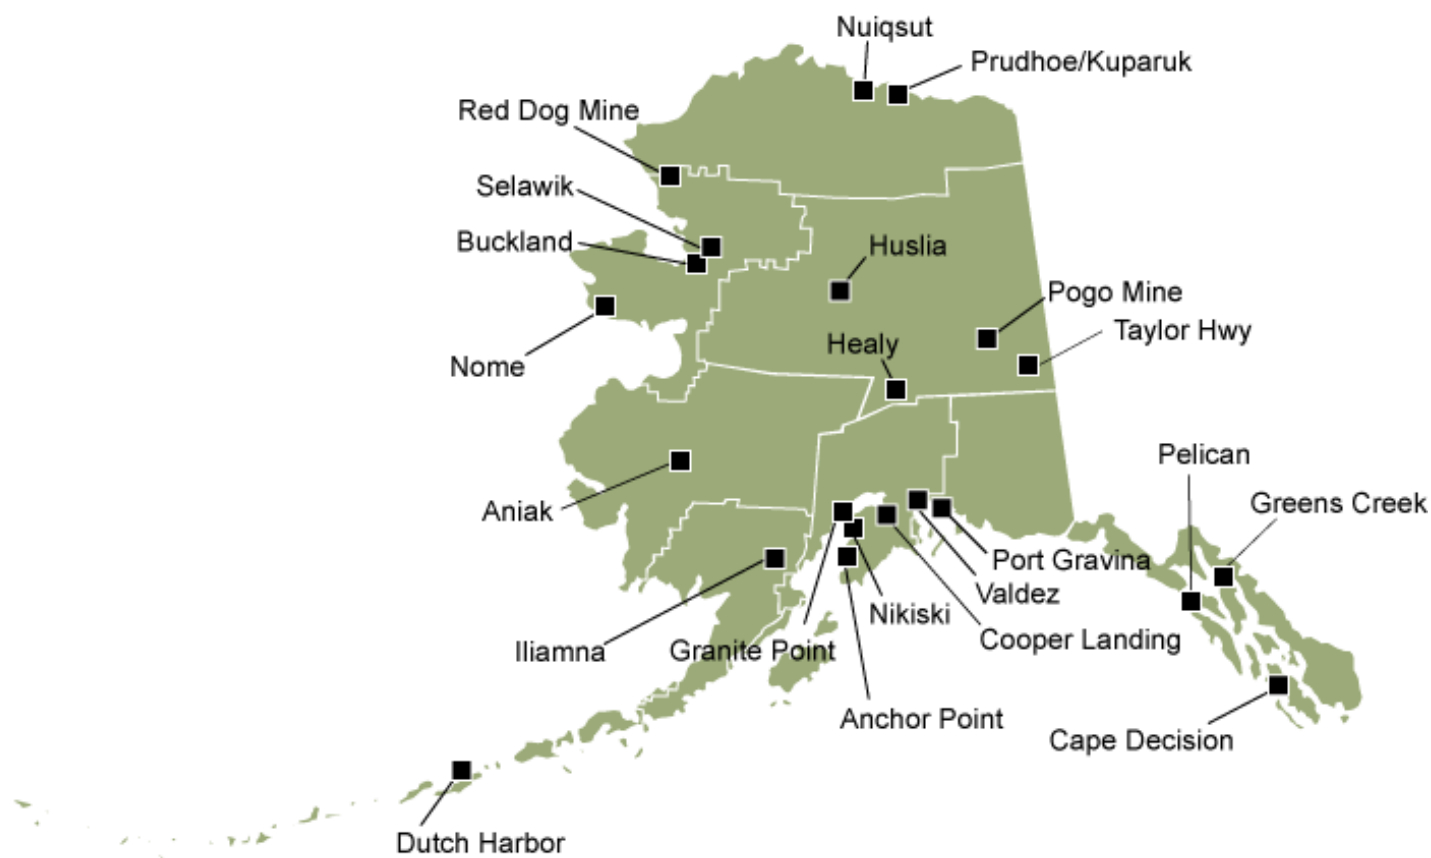 Nuiqsut
Prudhoe/Kuparuk
Red Dog Mine
Selawik
Buckland
Huslia
Pogo Mine
Taylor Hwy
Healy
Nome
Pelican
Greens Creek
Aniak
Port Gravina
Valdez
Nikiski
Cooper Landing
Iliamna
Granite Point
Anchor Point
Cape Decision
Dutch Harbor